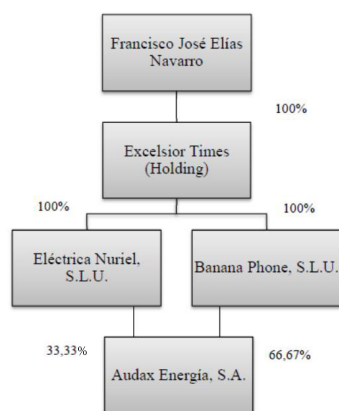 Francisco José Elías
Navarro
100%
Excelsior Times
(Holding)
100%
100%
Eléctrica Nuriel,
S.L.U.
Banana Phone, S.L.U.
33,33%
66,67%
Audax Energía, S.A.